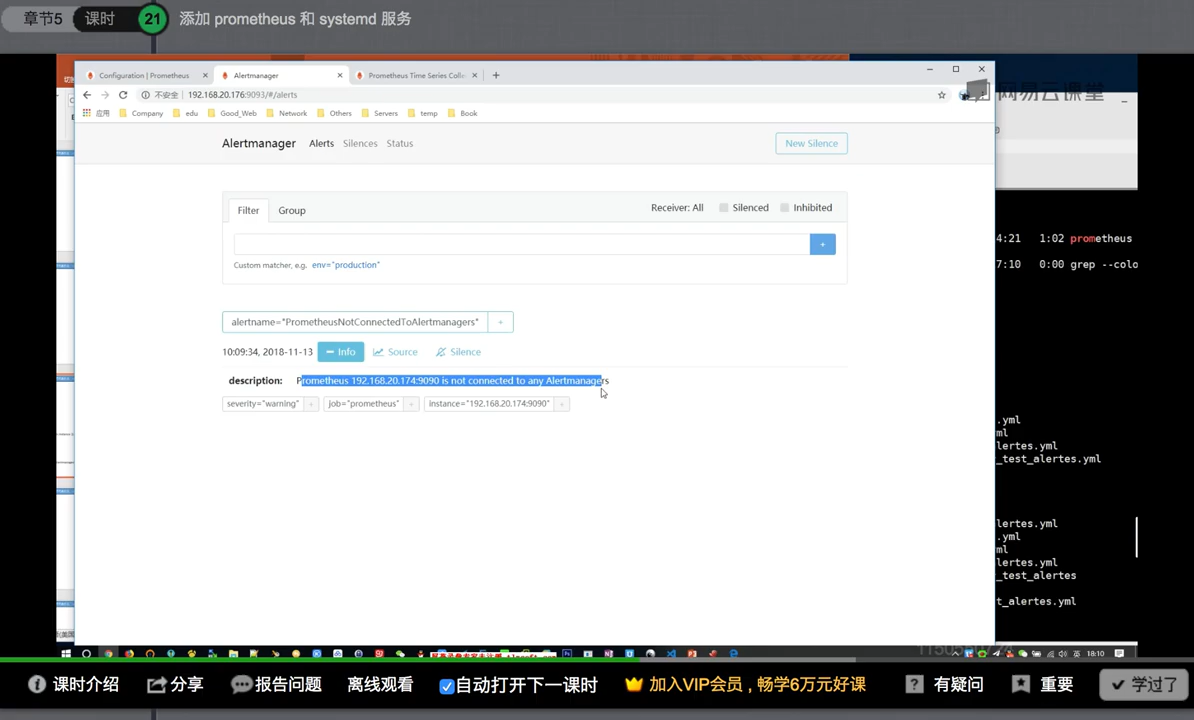 章节5 课时 21 添加 prometheus 和 systemd 服务
Configuration | Prometheus
Alertmanager
Prometheus Time Series Colle
不安全 | 192.168.20.176:9093/#/alerts
网易云课堂
应用 Company edu Good_Web Network Others Servers temp Book
Alertmanager Alerts Silences Status New Silence
Filter Group Receiver: All Silenced Inhibited
+
Custom matcher, e.g. env="production"
4:21 1:02 prometheus
7:10 0:00 grep --colo
alertname="PrometheusNotConnectedToAlertmanagers" +
10:09:34, 2018-11-13 Info Source Silence
description: Prometheus 192.168.20.174:9090 is not connected to any Alertmanagers
severity="warning" + job="prometheus" + instance="192.168.20.174:9090" +
.yml
ml
lertes.yml
_test_alertes.yml
lertes.yml
.yml
ml
lertes.yml
_test_alertes
t_alertes.yml
英 18:10
课时介绍 分享 报告问题 离线观看 自动打开下一课时 加入VIP会员，畅学6万元好课 ? 有疑问 重要 学过了